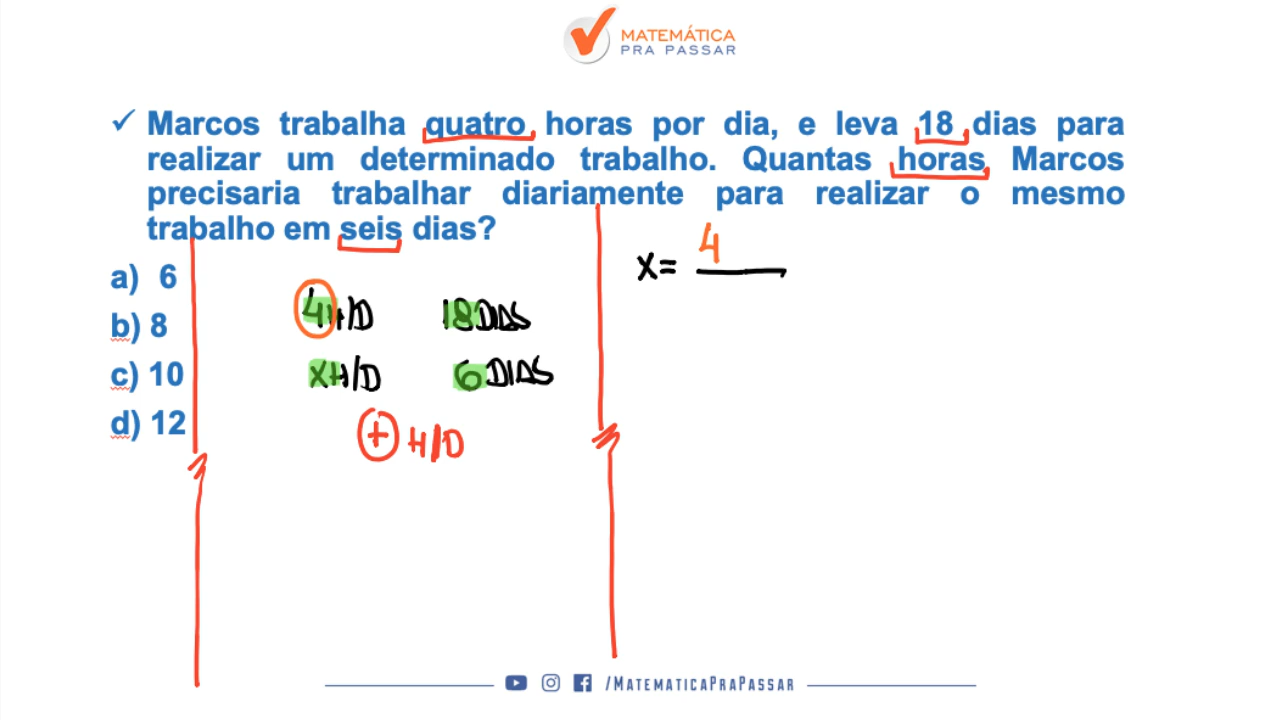 MATEMÁTICA
PRA PASSAR
✓ Marcos trabalha quatro horas por dia, e leva 18 dias para
realizar um determinado trabalho. Quantas horas Marcos
precisaria trabalhar diariamente para realizar o mesmo
trabalho em seis dias?
a) 6
b) 8
c) 10
d) 12
4H/D 18DIAS
XH/D 6DIAS
+ H/D
X= 4
/MATEMATICAPRAPASSAR